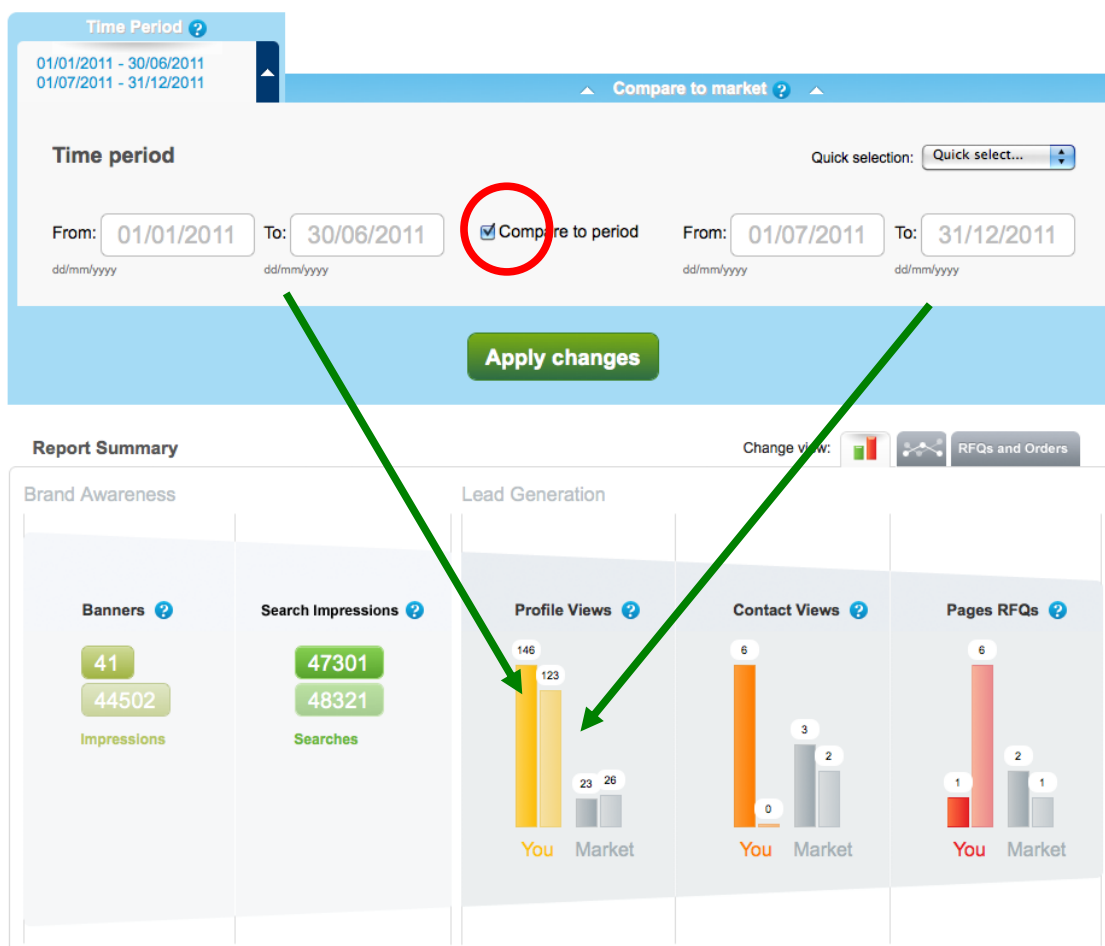 Time Period ?
01/01/2011 - 30/06/2011
01/07/2011 - 31/12/2011
Compare to market ?
Time period
Quick selection: Quick select...
From: 01/01/2011 To: 30/06/2011 Compare to period From: 01/07/2011 To: 31/12/2011
dd/mm/yyyy dd/mm/yyyy dd/mm/yyyy dd/mm/yyyy
Apply changes
Report Summary
Change view: RFQs and Orders
Brand Awareness Lead Generation
Banners ? Search Impressions ? Profile Views ? Contact Views ? Pages RFQs ?
41 47301
44502 48321
Impressions Searches
146 123 23 26
6 0 3 2
1 6 2 1
You Market You Market You Market